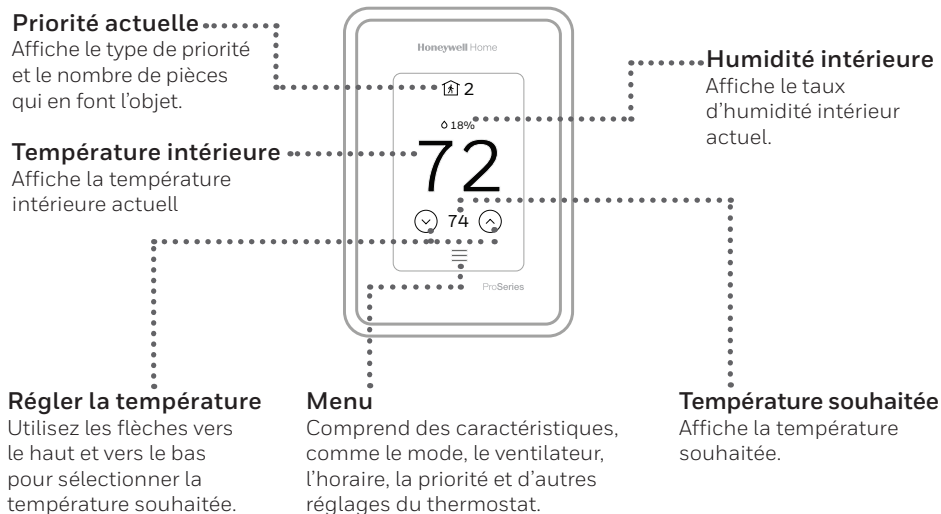 Priorité actuelle
Affiche le type de priorité
et le nombre de pièces
qui en font l’objet.
Température intérieure
Affiche la température
intérieure actuell
Honeywell Home
2
18%
72
74
ProSeries
Humidité intérieure
Affiche le taux
d’humidité intérieur
actuel.
Régler la température
Utilisez les flèches vers
le haut et vers le bas
pour sélectionner la
température souhaitée.
Menu
Comprend des caractéristiques,
comme le mode, le ventilateur,
l’horaire, la priorité et d’autres
réglages du thermostat.
Température souhaitée
Affiche la température
souhaitée.